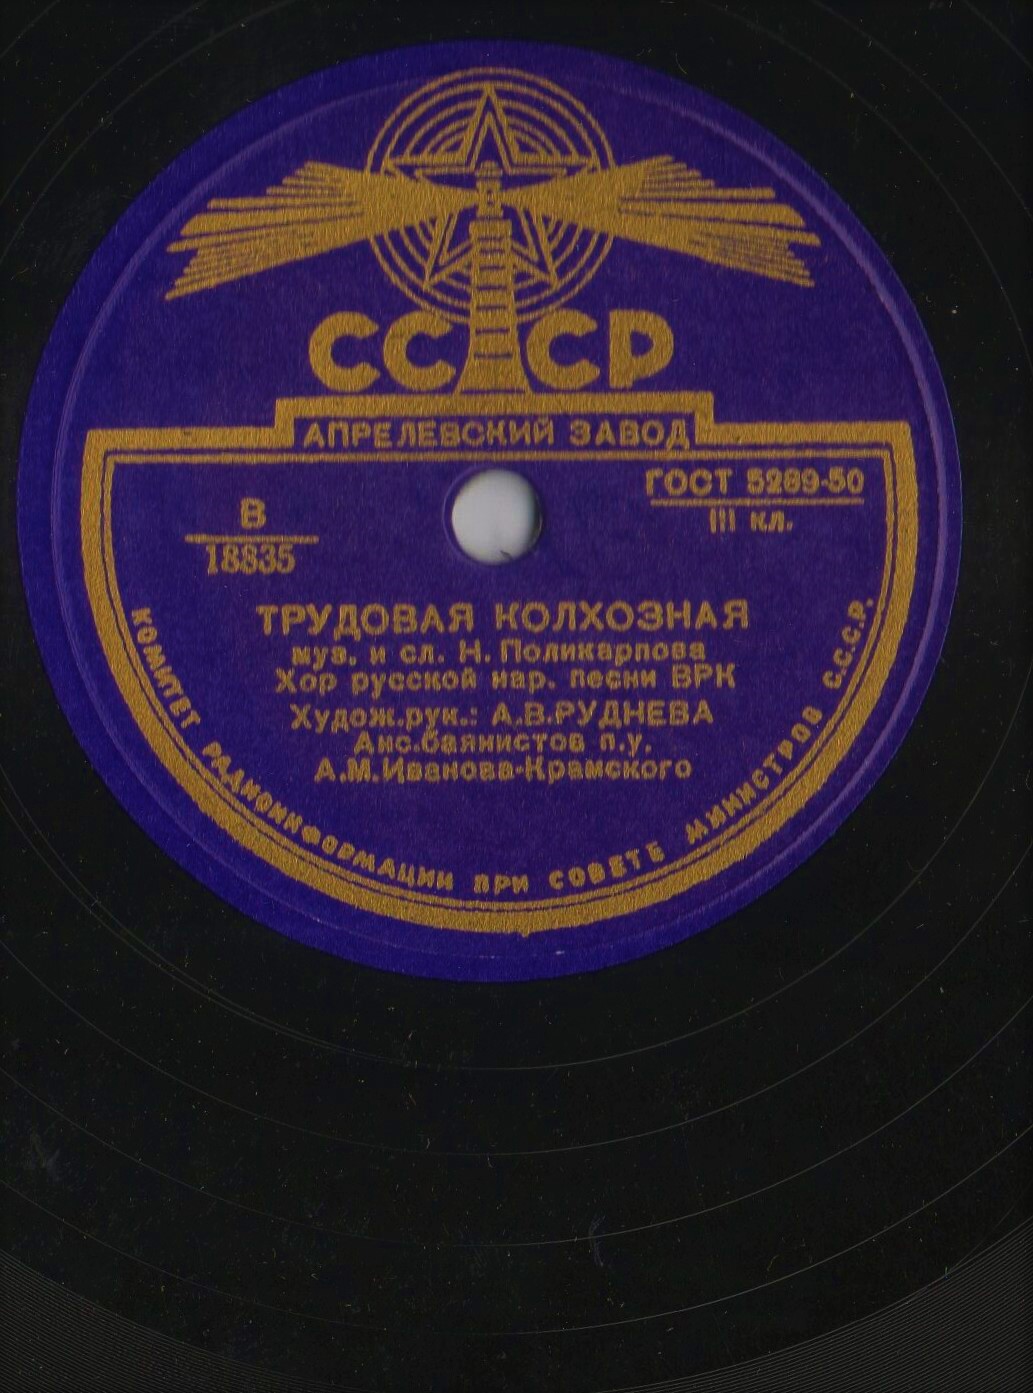 СССР
АПРЕЛЕВСКИЙ ЗАВОД
ГОСТ 5289-50
III кл.
В
18835
ТРУДОВАЯ КОЛХОЗНАЯ
муз. и сл. Н. Поликарпова
Хор русской нар. песни ВРК
Худож.рук.: А.В.РУДНЕВА
Анс.баянистов п.у.
А.М.Иванова-Крамского
КОМИТЕТ РАДИОИНФОРМАЦИИ ПРИ СОВЕТЕ МИНИСТРОВ С.С.С.Р.